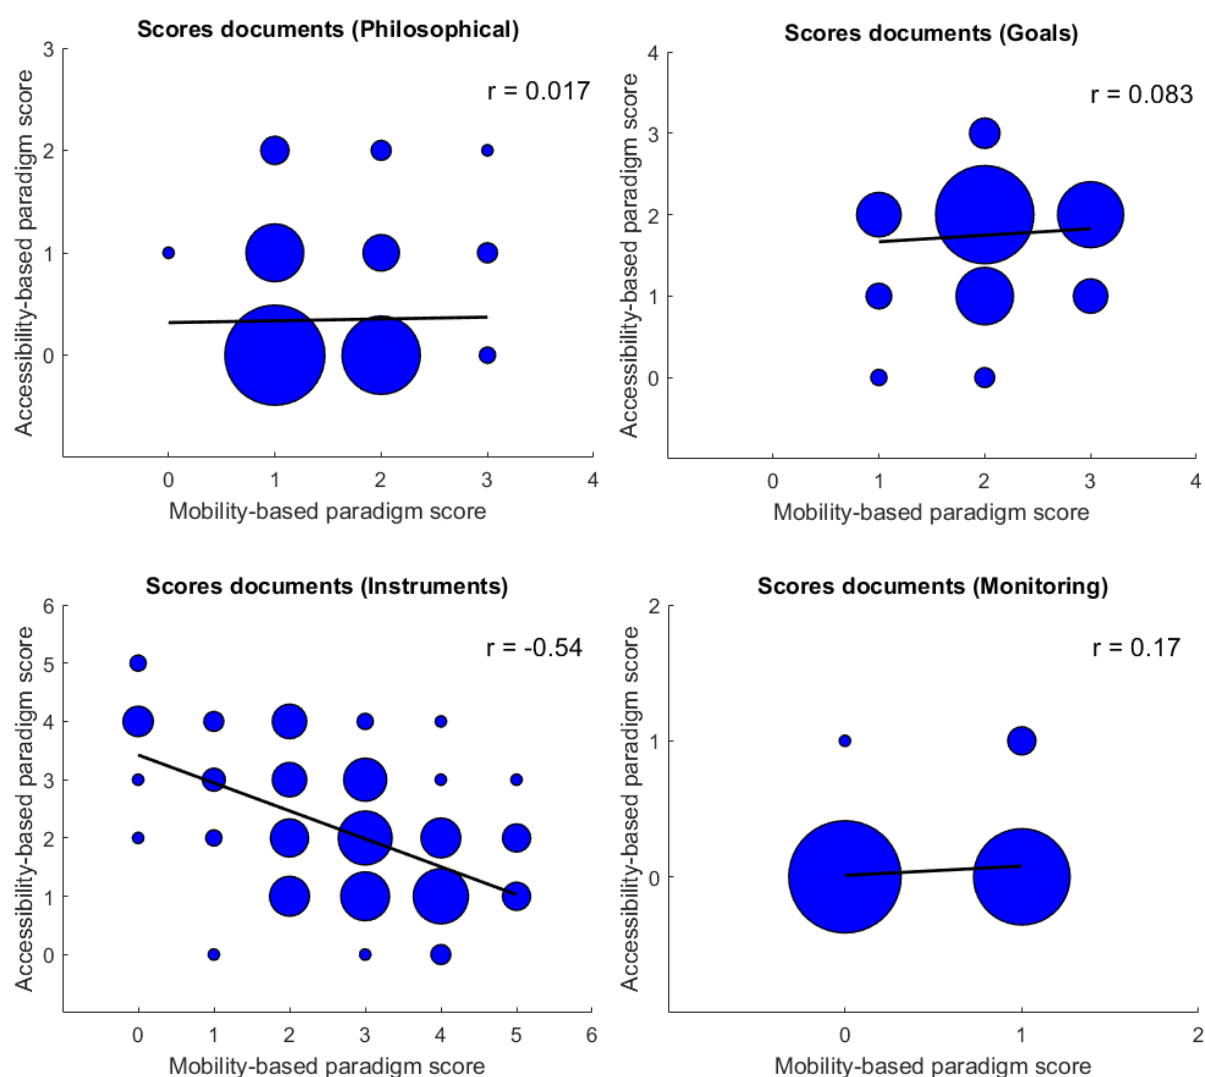 Scores documents (Philosophical)
r = 0.017
Accessibility-based paradigm score
3
2
1
0
0 1 2 3 4
Mobility-based paradigm score
Scores documents (Goals)
r = 0.083
Accessibility-based paradigm score
4
3
2
1
0
0 1 2 3 4
Mobility-based paradigm score
Scores documents (Instruments)
r = -0.54
Accessibility-based paradigm score
6
5
4
3
2
1
0
0 1 2 3 4 5 6
Mobility-based paradigm score
Scores documents (Monitoring)
r = 0.17
Accessibility-based paradigm score
2
1
0
0 1 2
Mobility-based paradigm score